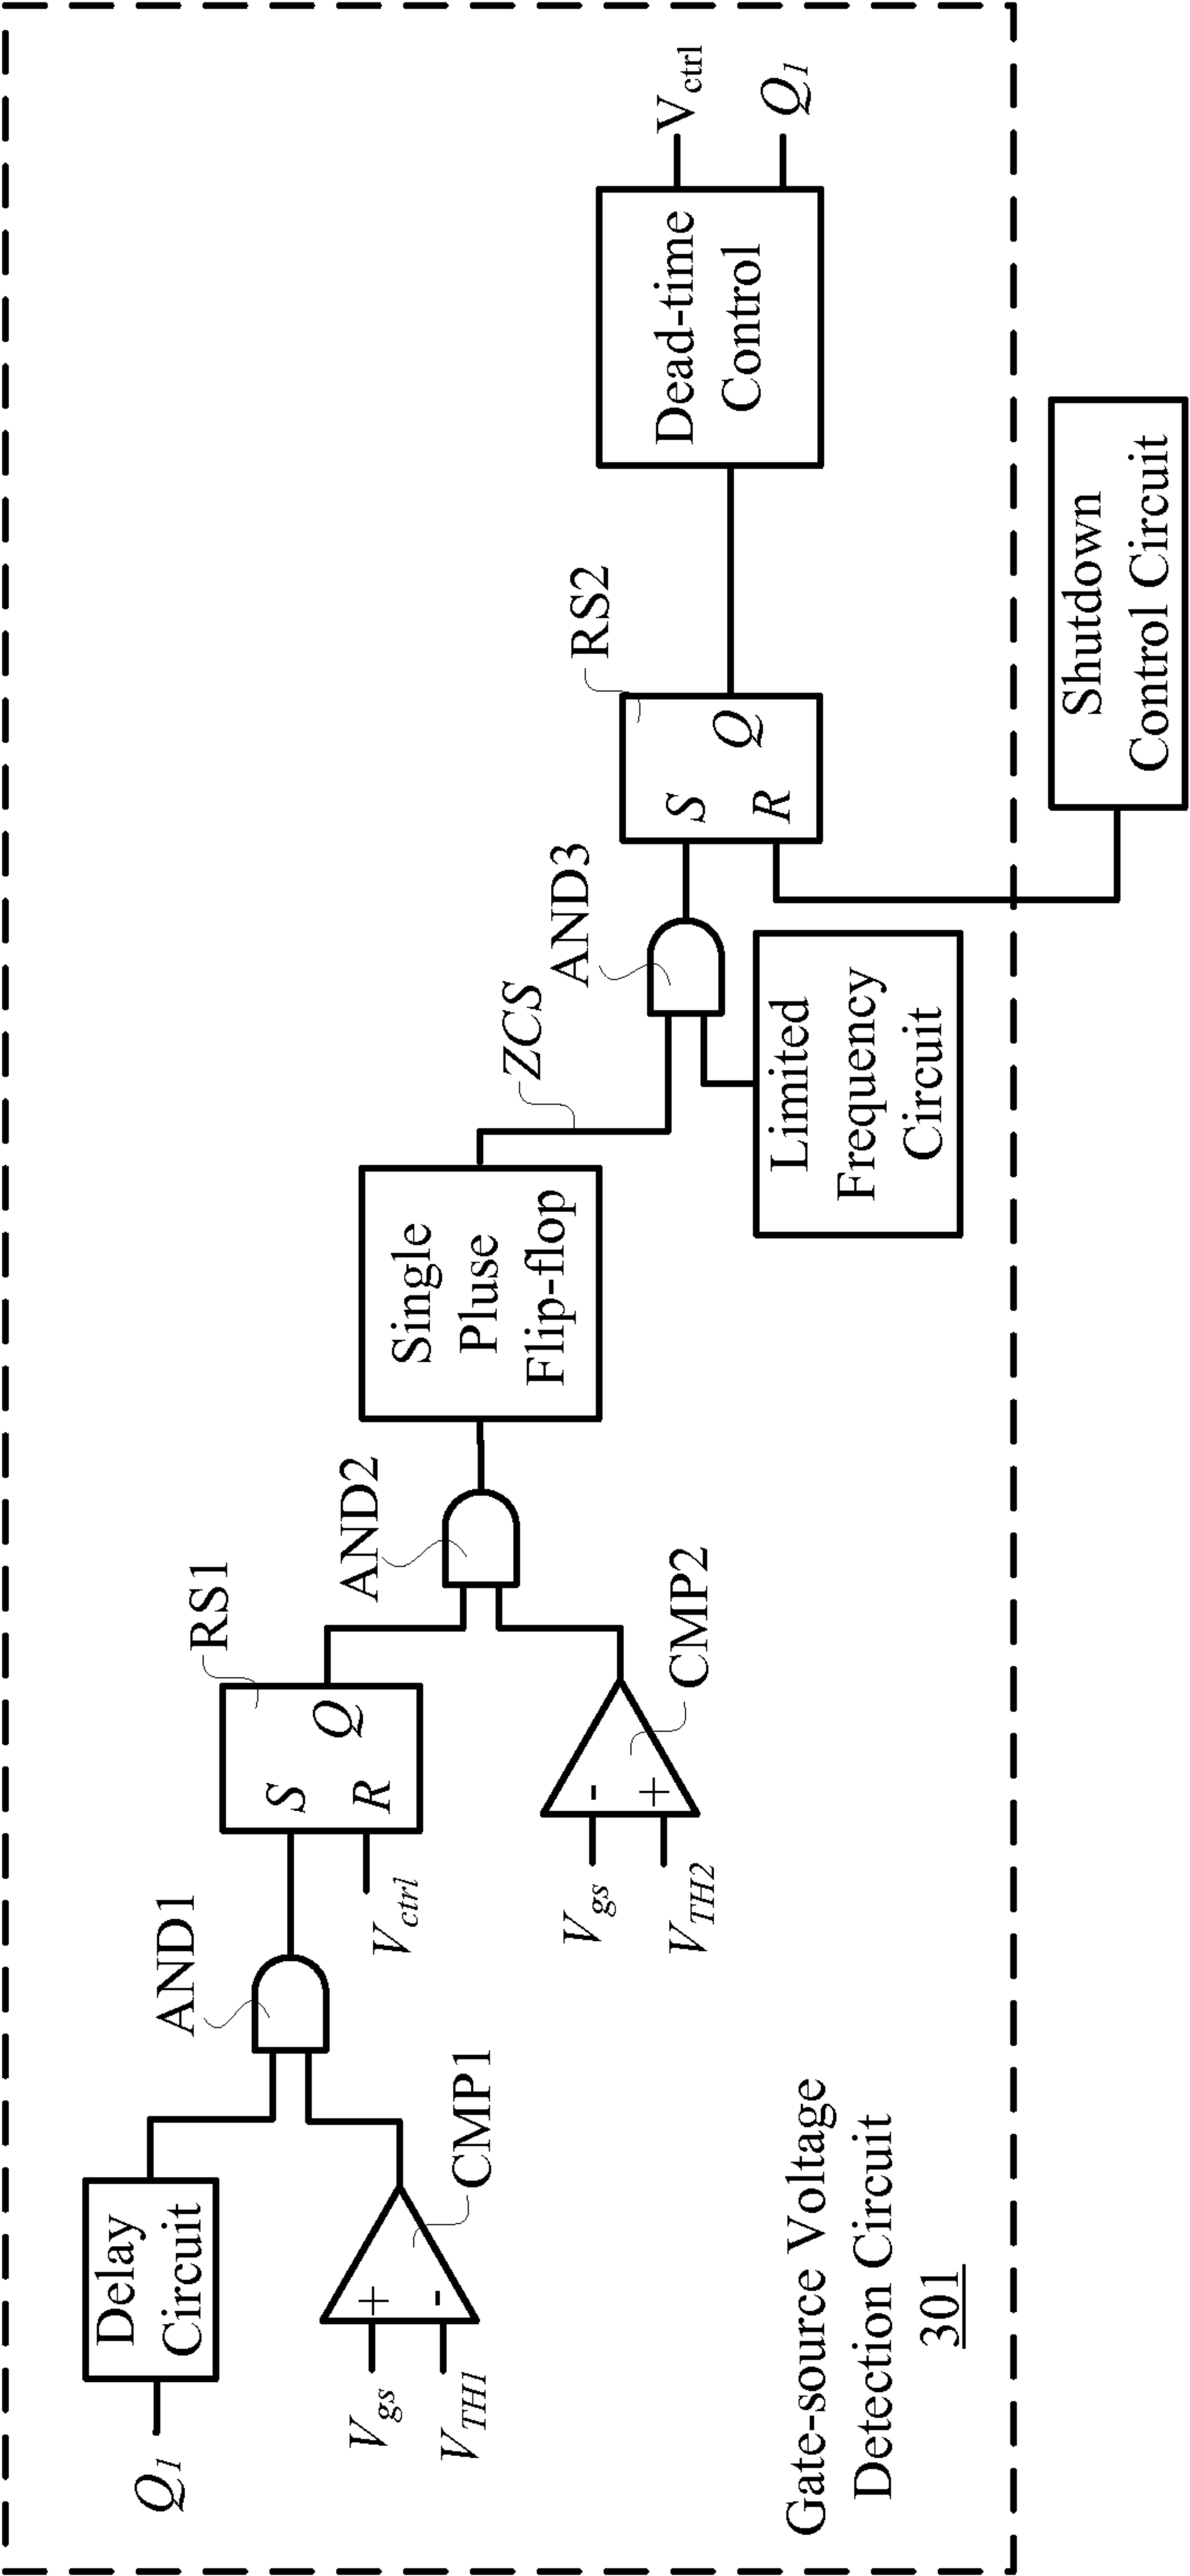 Q1
Delay
Circuit
Vgs
VTH1
+
-
CMP1
AND1
Vctrl
S
R
Q
RS1
Vgs
VTH2
-
+
CMP2
AND2
Single
Pluse
Flip-flop
ZCS
Limited
Frequency
Circuit
AND3
S
R
Q
RS2
Dead-time
Control
Vctrl
Q1
Shutdown
Control Circuit
Gate-source Voltage
Detection Circuit
301